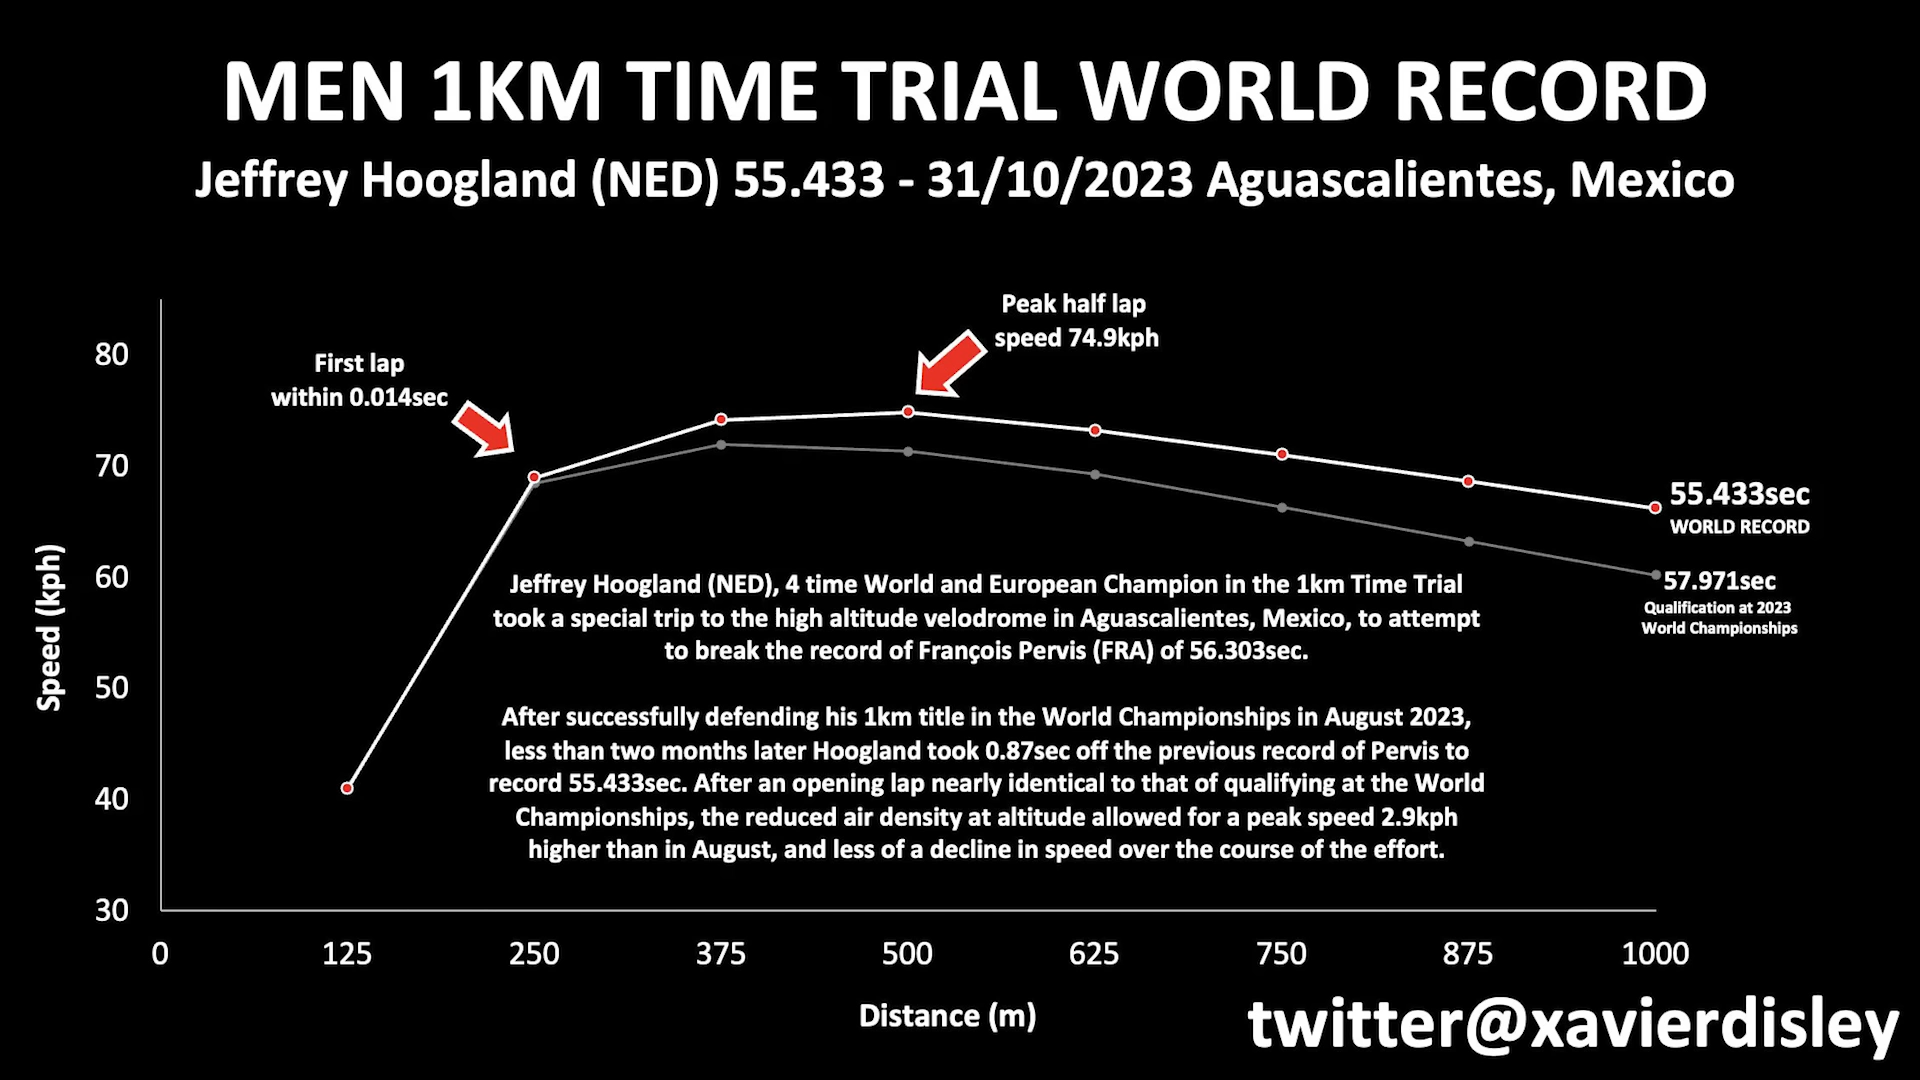 MEN 1KM TIME TRIAL WORLD RECORD
Jeffrey Hoogland (NED) 55.433 - 31/10/2023 Aguascalientes, Mexico
Peak half lap
speed 74.9kph
First lap
within 0.014sec
80
70
60
50
40
30
Speed (kph)
55.433sec
WORLD RECORD
57.971sec
Qualification at 2023
World Championships
Jeffrey Hoogland (NED), 4 time World and European Champion in the 1km Time Trial
took a special trip to the high altitude velodrome in Aguascalientes, Mexico, to attempt
to break the record of François Pervis (FRA) of 56.303sec.
After successfully defending his 1km title in the World Championships in August 2023,
less than two months later Hoogland took 0.87sec off the previous record of Pervis to
record 55.433sec. After an opening lap nearly identical to that of qualifying at the World
Championships, the reduced air density at altitude allowed for a peak speed 2.9kph
higher than in August, and less of a decline in speed over the course of the effort.
0 125 250 375 500 625 750 875 1000
Distance (m)
twitter@xavierdisley